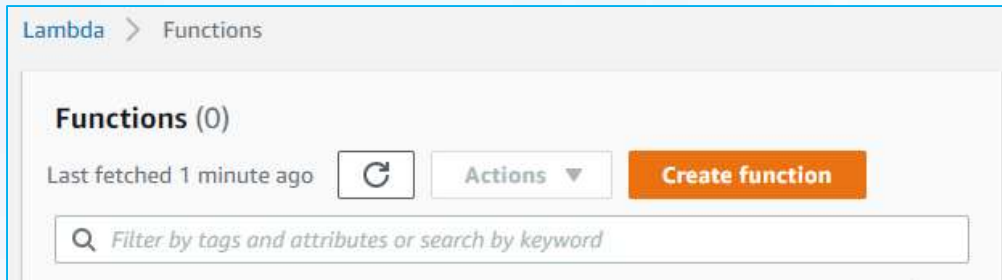 Lambda > Functions
Functions (0)
Last fetched 1 minute ago Actions ▼ Create function
Filter by tags and attributes or search by keyword